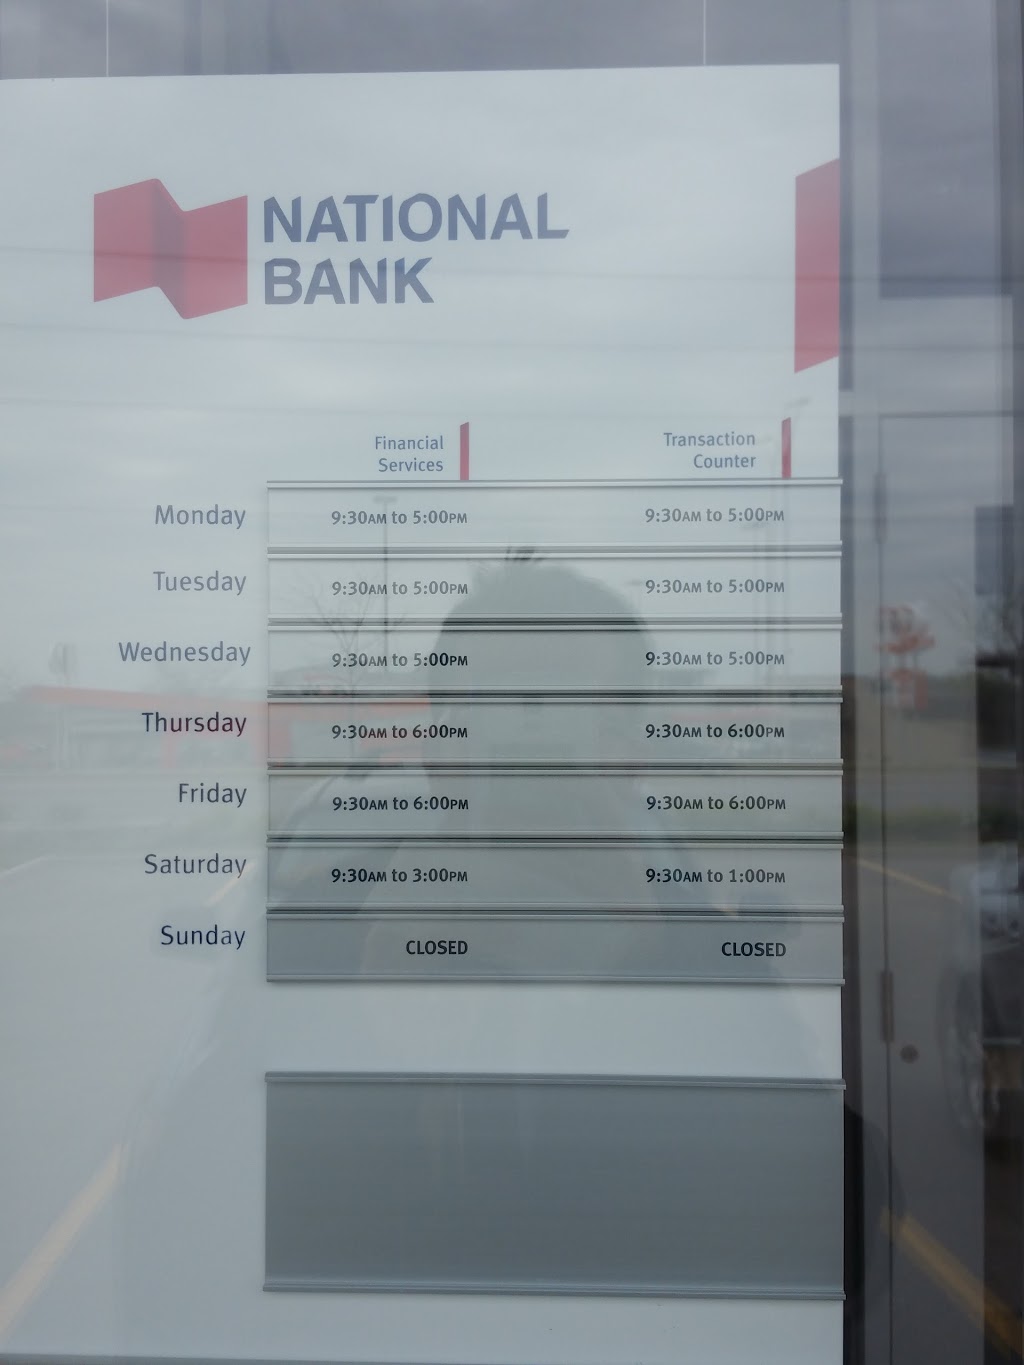 NATIONAL
BANK
Financial
Services
Transaction
Counter
Monday 9:30AM to 5:00PM 9:30AM to 5:00PM
Tuesday 9:30AM to 5:00PM 9:30AM to 5:00PM
Wednesday 9:30AM to 5:00PM 9:30AM to 5:00PM
Thursday 9:30AM to 6:00PM 9:30AM to 6:00PM
Friday 9:30AM to 6:00PM 9:30AM to 6:00PM
Saturday 9:30AM to 3:00PM 9:30AM to 1:00PM
Sunday CLOSED CLOSED